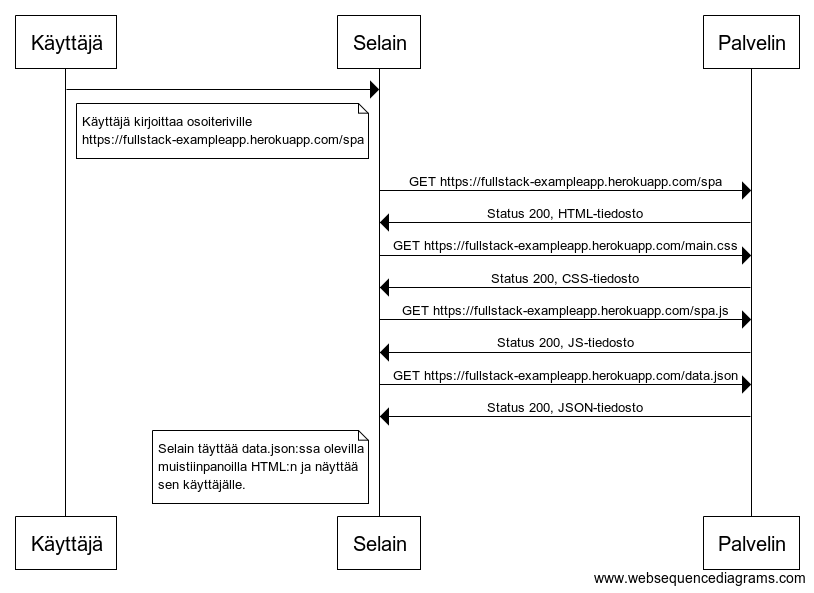 Käyttäjä
Selain
Palvelin
Käyttäjä kirjoittaa osoiteriville
https://fullstack-exampleapp.herokuapp.com/spa
GET https://fullstack-exampleapp.herokuapp.com/spa
Status 200, HTML-tiedosto
GET https://fullstack-exampleapp.herokuapp.com/main.css
Status 200, CSS-tiedosto
GET https://fullstack-exampleapp.herokuapp.com/spa.js
Status 200, JS-tiedosto
GET https://fullstack-exampleapp.herokuapp.com/data.json
Status 200, JSON-tiedosto
Selain täyttää data.json:ssa olevilla
muistiinpanoilla HTML:n ja näyttää
sen käyttäjälle.
Käyttäjä
Selain
Palvelin
www.websequencediagrams.com